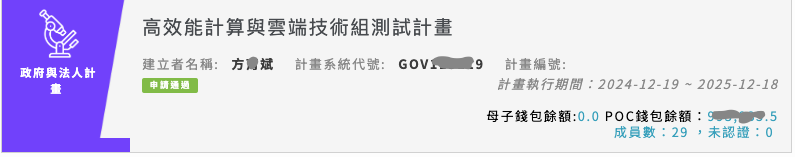 政府與法人計
畫
高效能計算與雲端技術組測試計畫
建立者名稱: 方 斌 計畫系統代號: GOV1 9 計畫編號:
申請通過
計畫執行期間：2024-12-19 ~ 2025-12-18
母子錢包餘額:0.0 POC錢包餘額：9 .5
成員數：29 ，未認證：0